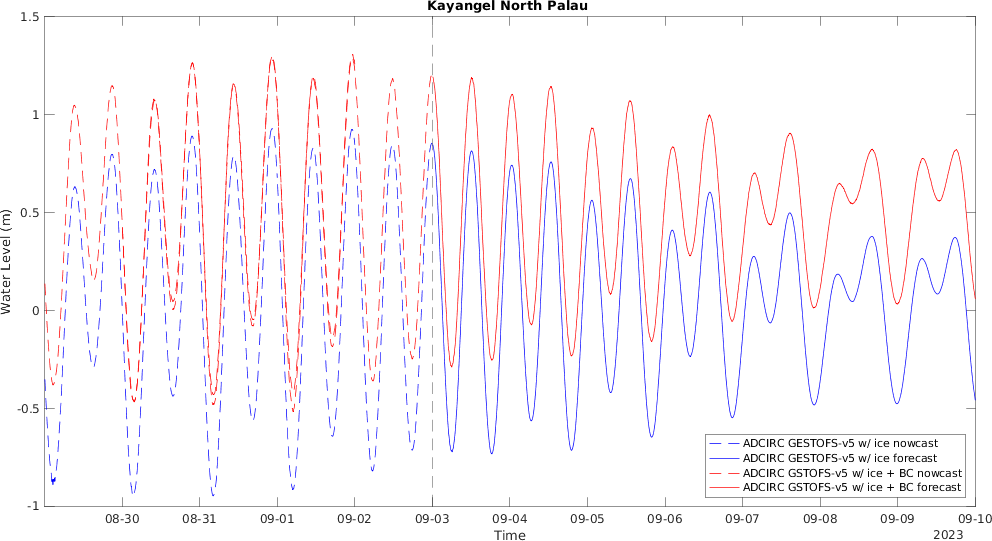 Kayangel North Palau
1.5
1
0.5
0
-0.5
-1
Water Level (m)
08-30 08-31 09-01 09-02 09-03 09-04 09-05 09-06 09-07 09-08 09-09 09-10
Time
2023
ADCIRC GESTOFS-v5 w/ ice nowcast
ADCIRC GESTOFS-v5 w/ ice forecast
ADCIRC GSTOFS-v5 w/ ice + BC nowcast
ADCIRC GSTOFS-v5 w/ ice + BC forecast